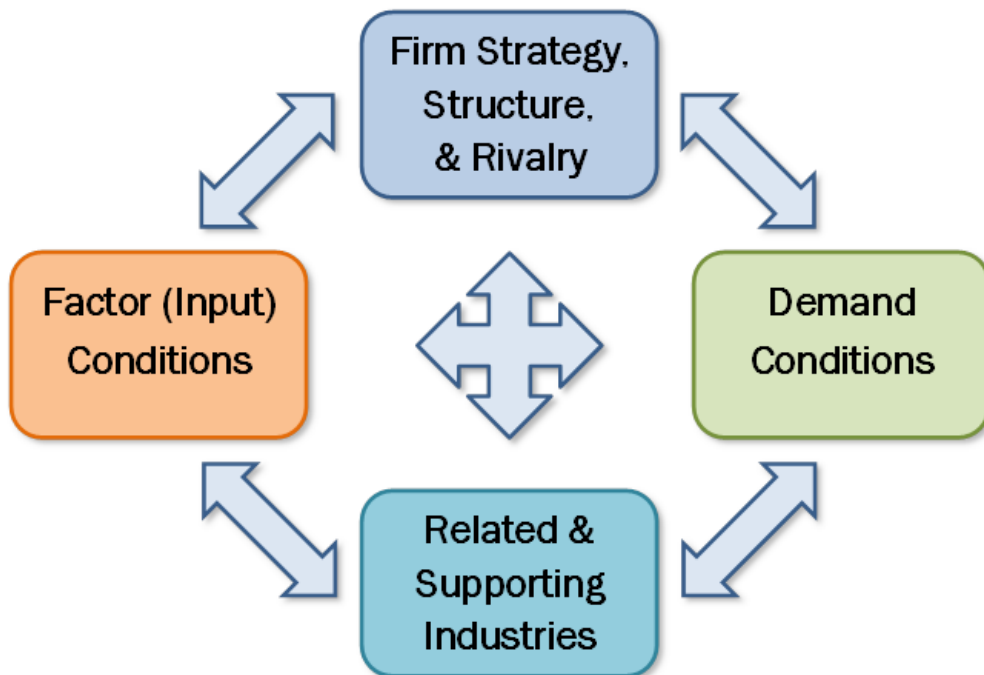 Firm Strategy,
Structure,
& Rivalry
Factor (Input)
Conditions
Demand
Conditions
Related &
Supporting
Industries